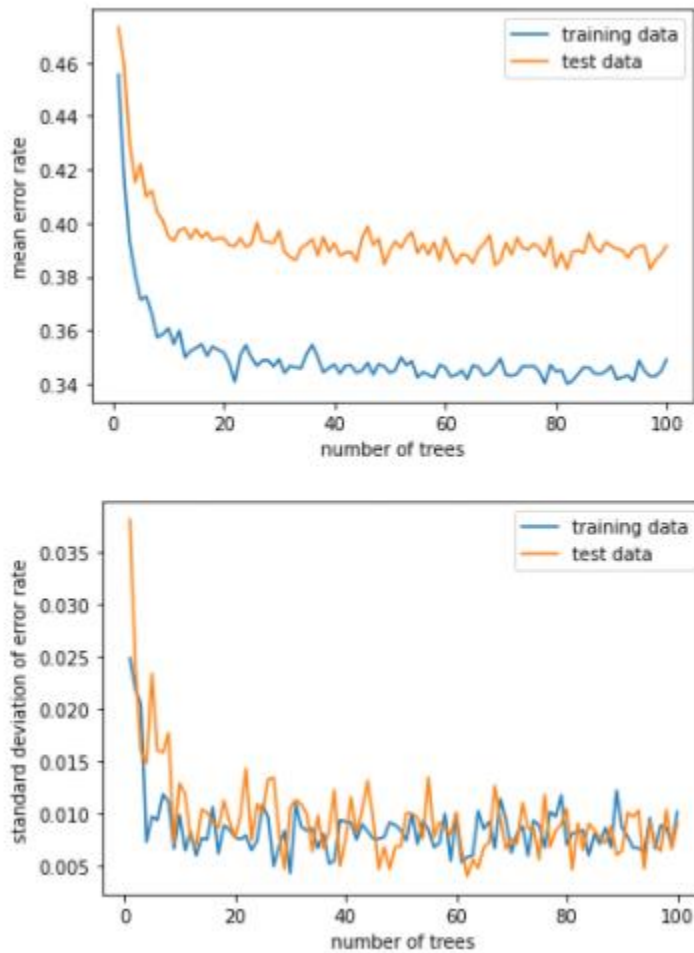 training data
test data
0.46
0.44
0.42
0.40
0.38
0.36
0.34
mean error rate
0 20 40 60 80 100
number of trees
training data
test data
0.035
0.030
0.025
0.020
0.015
0.010
0.005
standard deviation of error rate
0 20 40 60 80 100
number of trees